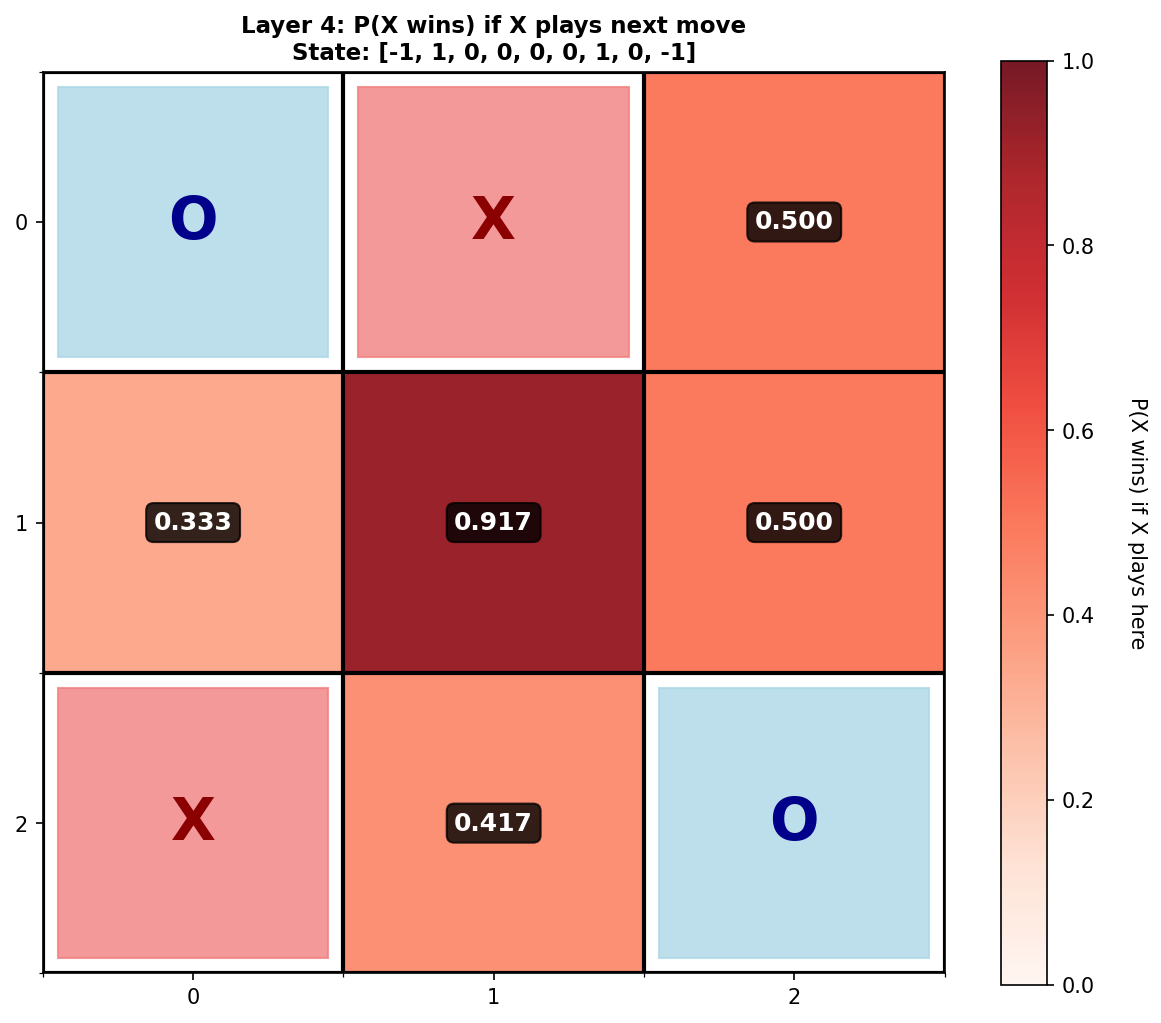 Layer 4: P(X wins) if X plays next move
State: [-1, 1, 0, 0, 0, 0, 1, 0, -1]
1.0
0.8
0.6
0.4
0.2
0.0
P(X wins) if X plays here
0
O
X
0.500
1
0.333
0.917
0.500
2
X
0.417
O
0
1
2